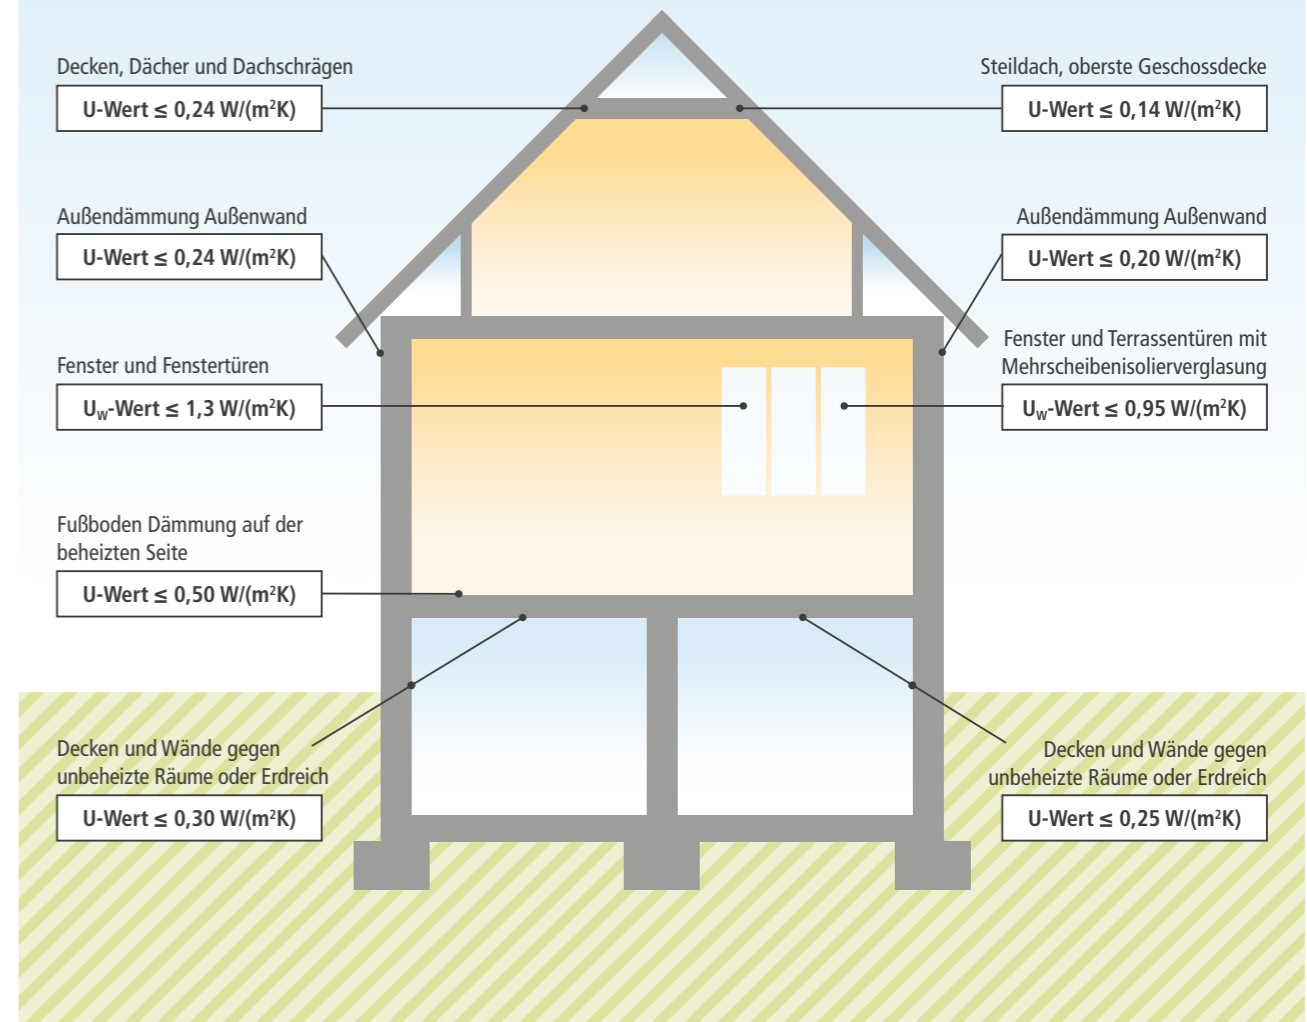 Decken, Dächer und Dachschrägen
U-Wert ≤ 0,24 W/(m²K)
Außendämmung Außenwand
U-Wert ≤ 0,24 W/(m²K)
Fenster und Fenstertüren
Uw-Wert ≤ 1,3 W/(m²K)
Fußboden Dämmung auf der
beheizten Seite
U-Wert ≤ 0,50 W/(m²K)
Decken und Wände gegen
unbeheizte Räume oder Erdreich
U-Wert ≤ 0,30 W/(m²K)
Steildach, oberste Geschossdecke
U-Wert ≤ 0,14 W/(m²K)
Außendämmung Außenwand
U-Wert ≤ 0,20 W/(m²K)
Fenster und Terrassentüren mit
Mehrscheibenisolierverglasung
Uw-Wert ≤ 0,95 W/(m²K)
Decken und Wände gegen
unbeheizte Räume oder Erdreich
U-Wert ≤ 0,25 W/(m²K)